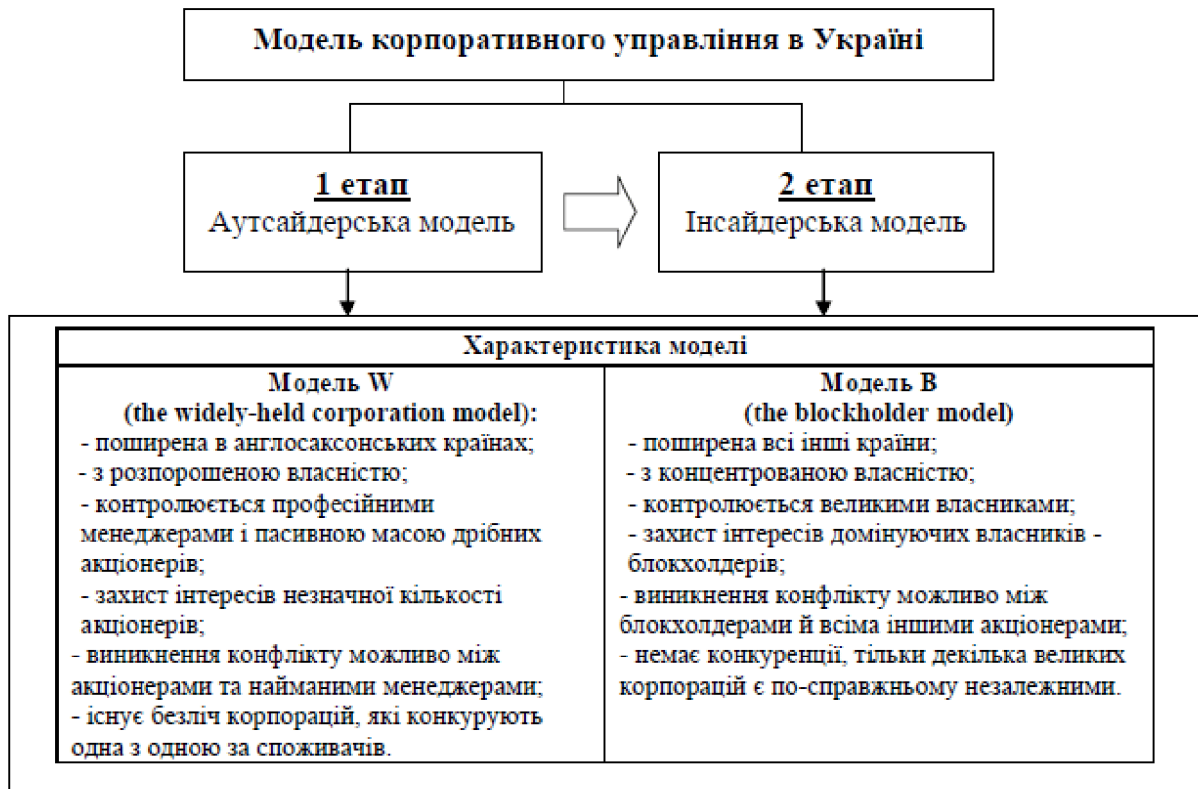 Модель корпоративного управління в Україні
1 етап
Аутсайдерська модель
2 етап
Інсайдерська модель
Характеристика моделі
Модель W
(the widely-held corporation model):
- поширена в англосаксонських країнах;
- з розпорошеною власністю;
- контролюється професійними
менеджерами і пасивною масою дрібних
акціонерів;
- захист інтересів незначної кількості
акціонерів;
- виникнення конфлікту можливо між
акціонерами та найманими менеджерами;
- існує безліч корпорацій, які конкурують
одна з одною за споживачів.
Модель В
(the blockholder model)
- поширена всі інші країни;
- з концентрованою власністю;
- контролюється великими власниками;
- захист інтересів домінуючих власників -
блокхолдерів;
- виникнення конфлікту можливо між
блокхолдерами й всіма іншими акціонерами;
- немає конкуренції, тільки декілька великих
корпорацій є по-справжньому незалежними.